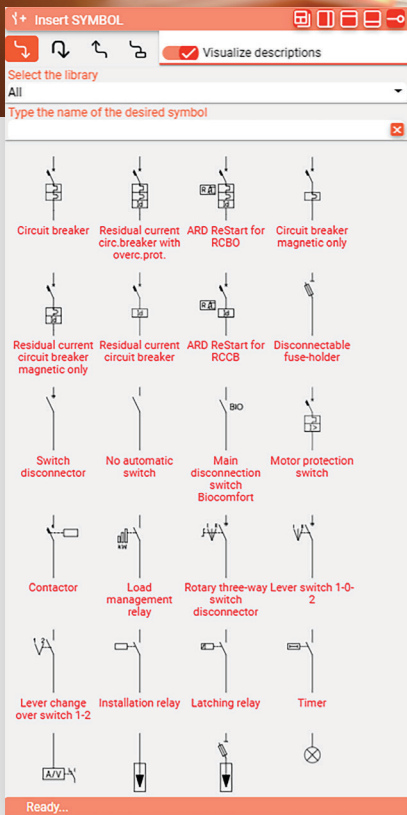 Insert SYMBOL
Visualize descriptions
Select the library
All
Type the name of the desired symbol
Circuit breaker
Residual current
circ.breaker with
overc.prot.
ARD ReStart for
RCBO
Circuit breaker
magnetic only
Residual current
circuit breaker
magnetic only
Residual current
circuit breaker
ARD ReStart for
RCCB
Disconnectable
fuse-holder
BIO
Switch
disconnector
No automatic
switch
Main
disconnection
switch
Biocomfort
Motor protection
switch
kW
Contactor
Load
management
relay
Rotary three-way
switch
disconnector
Lever switch 1-0-
2
Lever change
over switch 1-2
Installation relay
Latching relay
Timer
A/V
Ready...